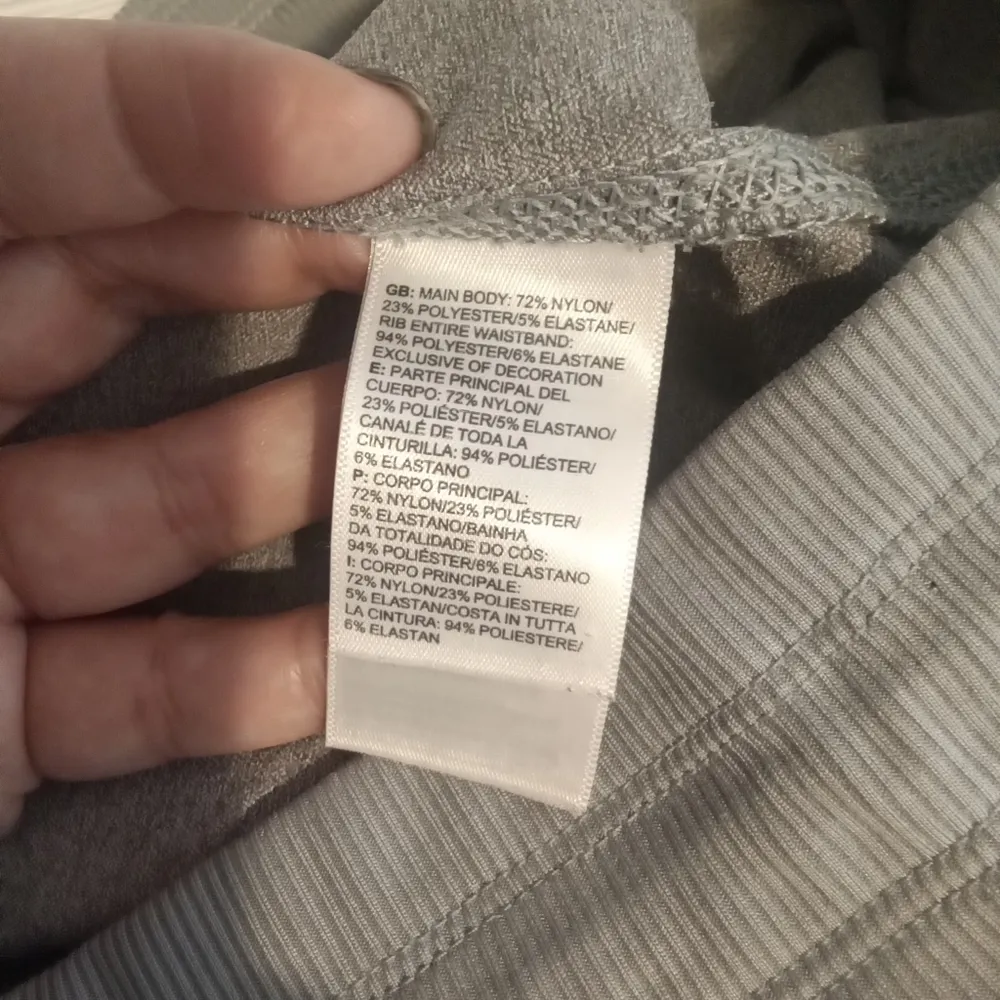 GB: MAIN BODY: 72% NYLON/
23% POLYESTER/5% ELASTANE/
RIB ENTIRE WAISTBAND:
94% POLYESTER/6% ELASTANE
EXCLUSIVE OF DECORATION
E: PARTE PRINCIPAL DEL
CUERPO: 72% NYLON/
23% POLIÉSTER/5% ELASTANO/
CANALÉ DE TODA LA
CINTURILLA: 94% POLIÉSTER/
6% ELASTANO
P: CORPO PRINCIPAL:
72% NYLON/23% POLIÉSTER/
5% ELASTANO/BAINHA
DA TOTALIDADE DO CÓS:
94% POLIÉSTER/6% ELASTANO
I: CORPO PRINCIPALE:
72% NYLON/23% POLIESTERE/
5% ELASTAN/COSTA IN TUTTA
LA CINTURA: 94% POLIESTERE/
6% ELASTAN